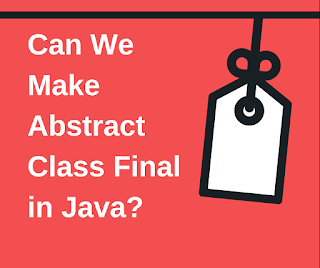 Can We
Make
Abstract
Class Final
in Java?